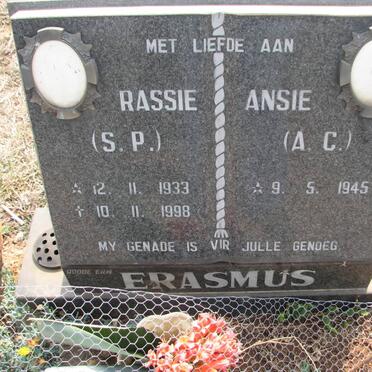 MET LIEFDE AAN
RASSIE ANSIE
(S.P.) (A.C.)
☆ 12. 11. 1933 ☆ 9. 5. 1945
✝ 10. 11. 1998
MY GENADE IS VIR JULLE GENOEG.
ERASMUS